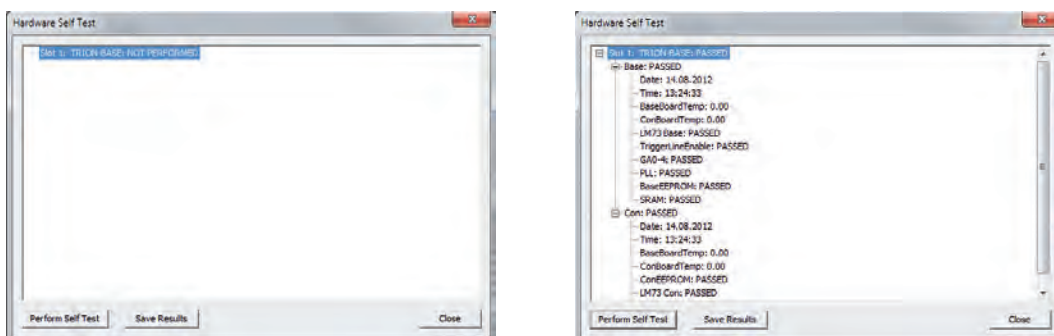 Hardware Self Test
Slot 1: TRION-BASE: NOT PERFORMED
Perform Self Test
Save Results
Close
Hardware Self Test
Slot 1: TRION-BASE: PASSED
Base: PASSED
Date: 14.08.2012
Time: 13:24:33
BaseBoardTemp: 0.00
ConBoardTemp: 0.00
LM73 Base: PASSED
TriggerLineEnable: PASSED
GA0-4: PASSED
PLL: PASSED
BaseEEPROM: PASSED
SRAM: PASSED
Con: PASSED
Date: 14.08.2012
Time: 13:24:33
BaseBoardTemp: 0.00
ConBoardTemp: 0.00
ConEEPROM: PASSED
LM73 Con: PASSED
Perform Self Test
Save Results
Close